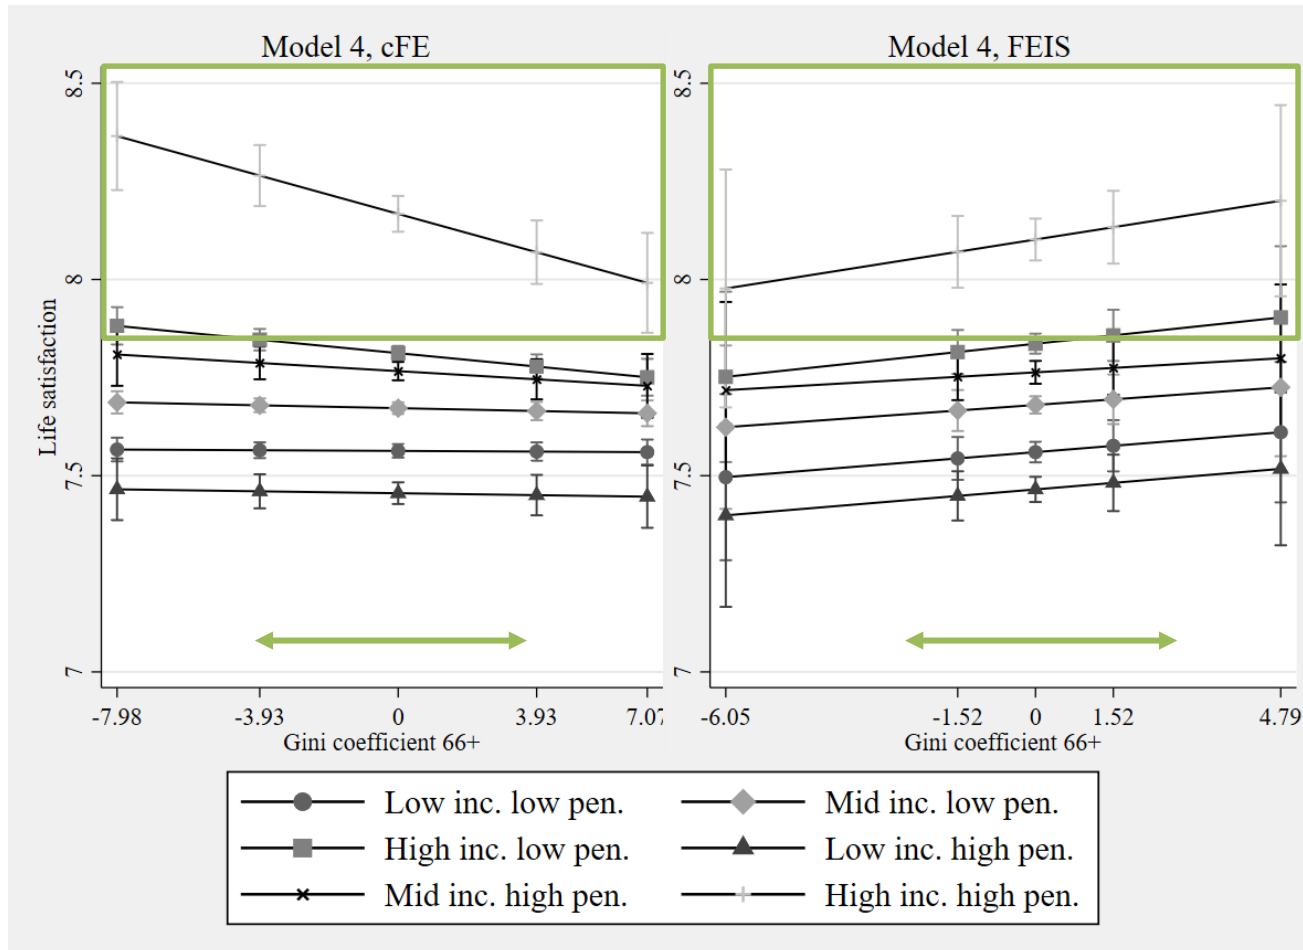 Model 4, cFE
Model 4, FEIS
Life satisfaction
8.5
8
7.5
7
-7.98 -3.93 0 3.93 7.07
Gini coefficient 66+
8.5
8
7.5
7
-6.05 -1.52 0 1.52 4.79
Gini coefficient 66+
Low inc. low pen. Mid inc. low pen.
High inc. low pen. Low inc. high pen.
Mid inc. high pen. High inc. high pen.